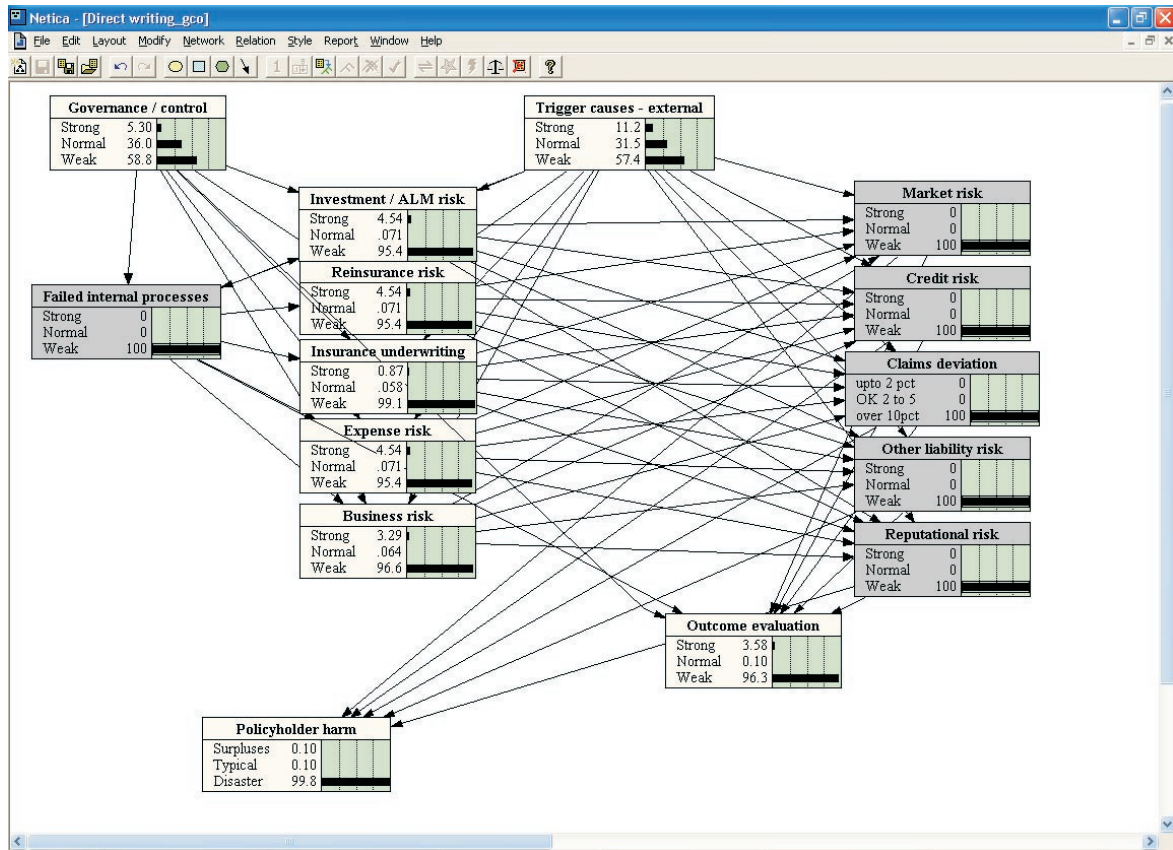 Netica - [Direct writing_gco]
File Edit Layout Modify Network Relation Style Report Window Help
Governance / control
Strong 5.30
Normal 36.0
Weak 58.8
Trigger causes - external
Strong 11.2
Normal 31.5
Weak 57.4
Investment / ALM risk
Strong 4.54
Normal .071
Weak 95.4
Market risk
Strong 0
Normal 0
Weak 100
Reinsurance risk
Strong 4.54
Normal .071
Weak 95.4
Credit risk
Strong 0
Normal 0
Weak 100
Failed internal processes
Strong 0
Normal 0
Weak 100
Insurance underwriting
Strong 0.87
Normal .058
Weak 99.1
Claims deviation
upto 2 pct 0
OK 2 to 5 0
over 10pct 100
Expense risk
Strong 4.54
Normal .071
Weak 95.4
Other liability risk
Strong 0
Normal 0
Weak 100
Business risk
Strong 3.29
Normal .064
Weak 96.6
Reputational risk
Strong 0
Normal 0
Weak 100
Outcome evaluation
Strong 3.58
Normal 0.10
Weak 96.3
Policyholder harm
Surpluses 0.10
Typical 0.10
Disaster 99.8